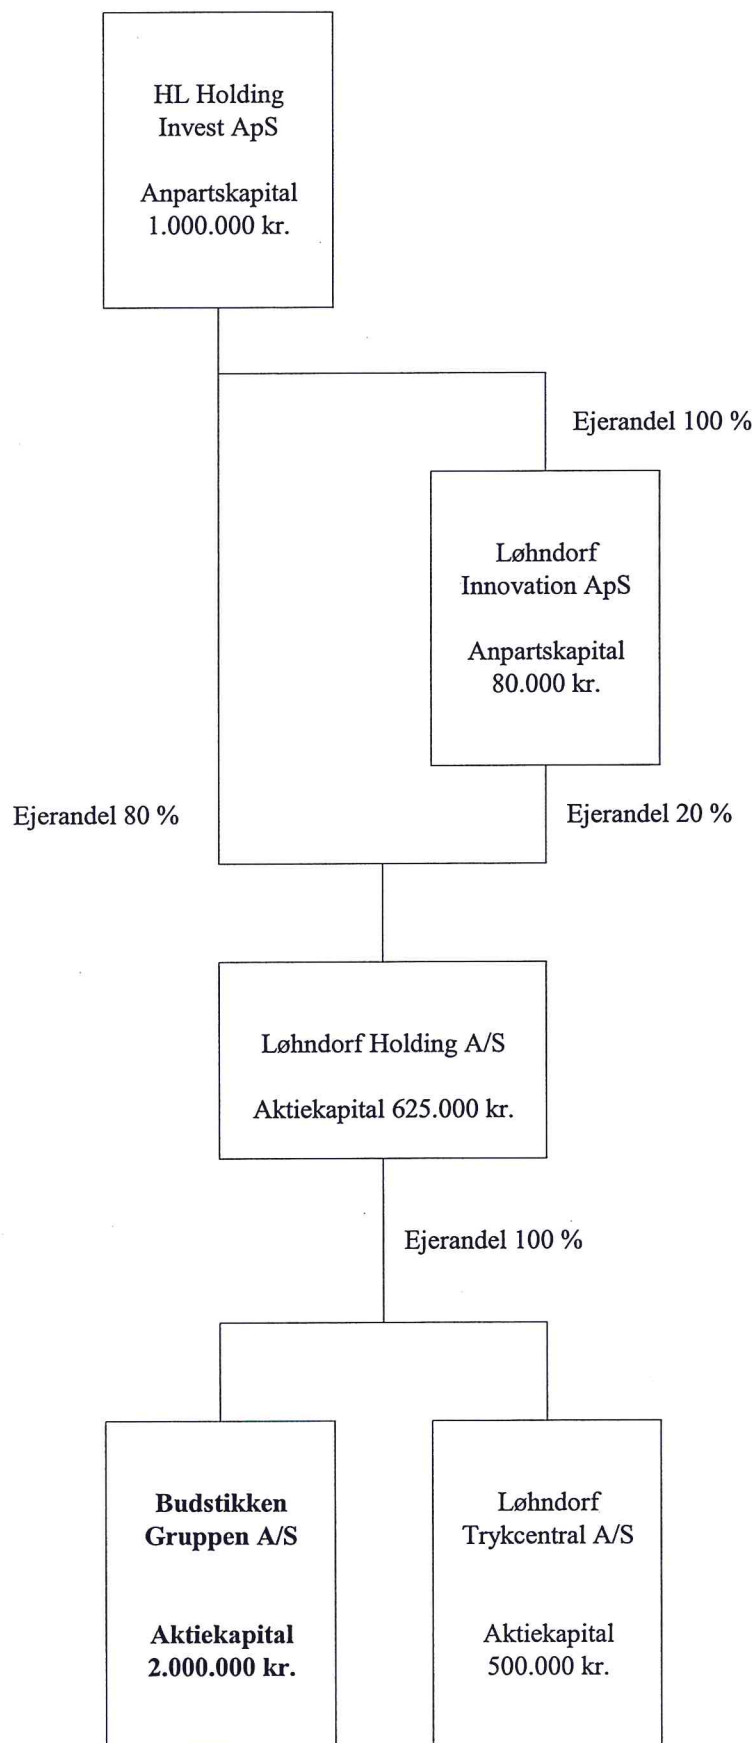 HL Holding
Invest ApS
Anpartskapital
1.000.000 kr.
Ejerandel 100 %
Løhndorf
Innovation ApS
Anpartskapital
80.000 kr.
Ejerandel 80 %
Ejerandel 20 %
Løhndorf Holding A/S
Aktiekapital 625.000 kr.
Ejerandel 100 %
Budstikken
Gruppen A/S
Aktiekapital
2.000.000 kr.
Løhndorf
Trykcentral A/S
Aktiekapital
500.000 kr.